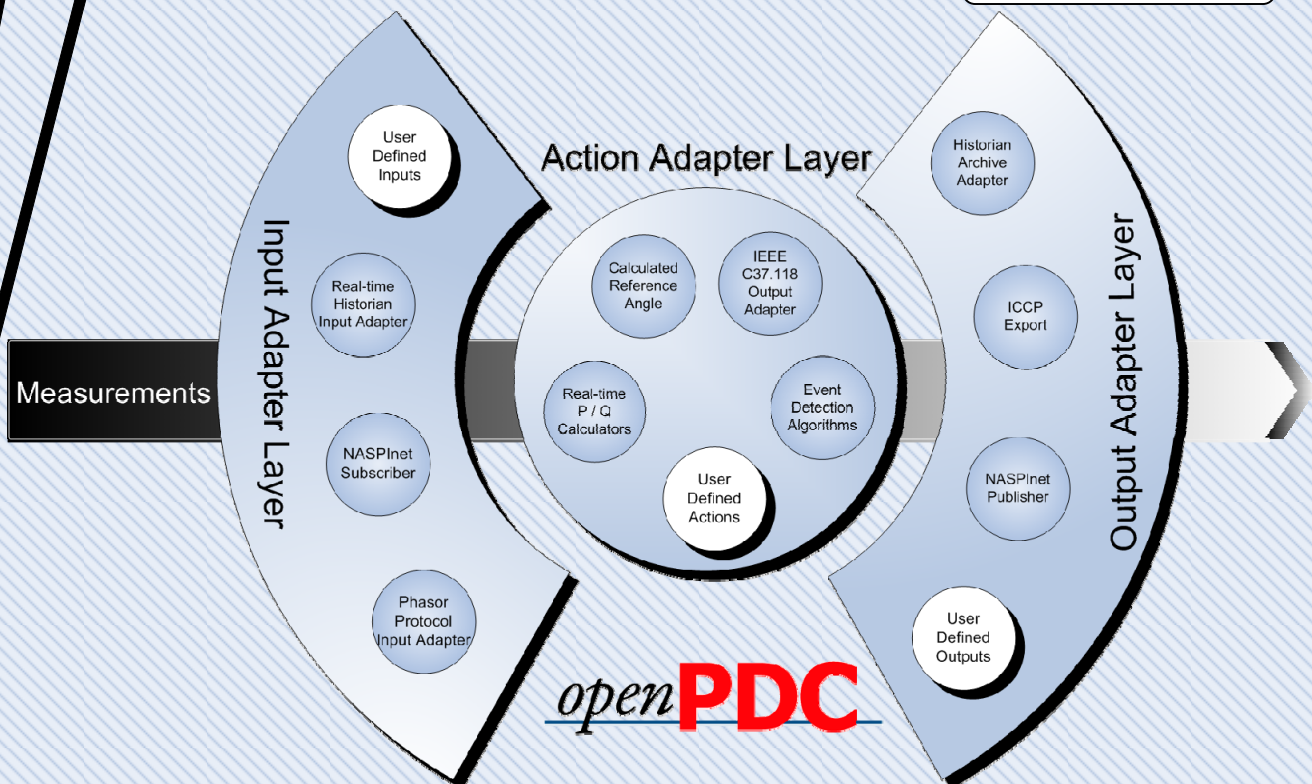 User
Defined
Inputs
Real-time
Historian
Input Adapter
NASPInet
Subscriber
Phasor
Protocol
Input Adapter
Input Adapter Layer
Measurements
Action Adapter Layer
Calculated
Reference
Angle
IEEE
C37.118
Output
Adapter
Real-time
P / Q
Calculators
Event
Detection
Algorithms
User
Defined
Actions
Historian
Archive
Adapter
ICCP
Export
NASPInet
Publisher
User
Defined
Outputs
Output Adapter Layer
openPDC